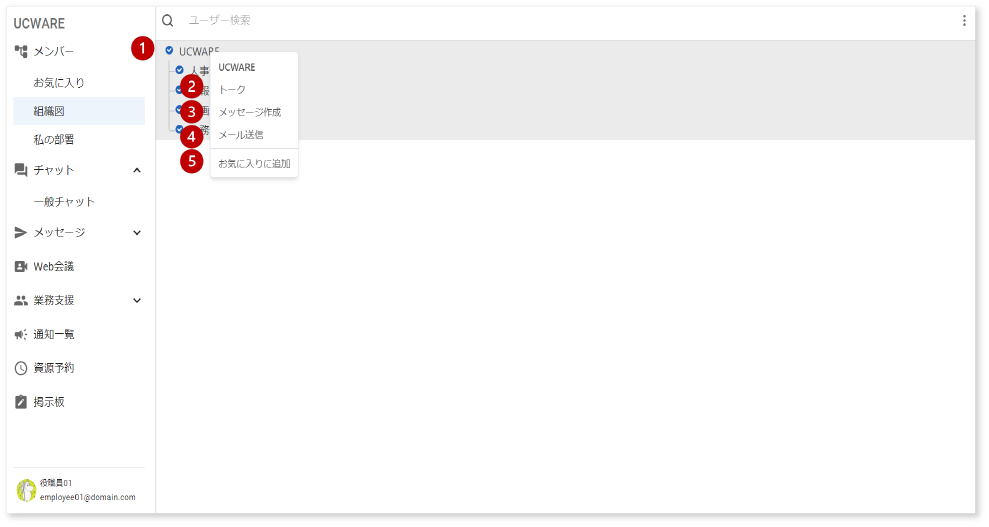 UCWARE
メンバー
お気に入り
組織図
私の部署
チャット
一般チャット
メッセージ
Web会議
業務支援
通知一覧
資源予約
掲示板
役職員01
employee01@domain.com
ユーザー検索
1
UCWARE
人事
UCWARE
2
報
トーク
3
画
メッセージ作成
4
務
メール送信
5
お気に入りに追加